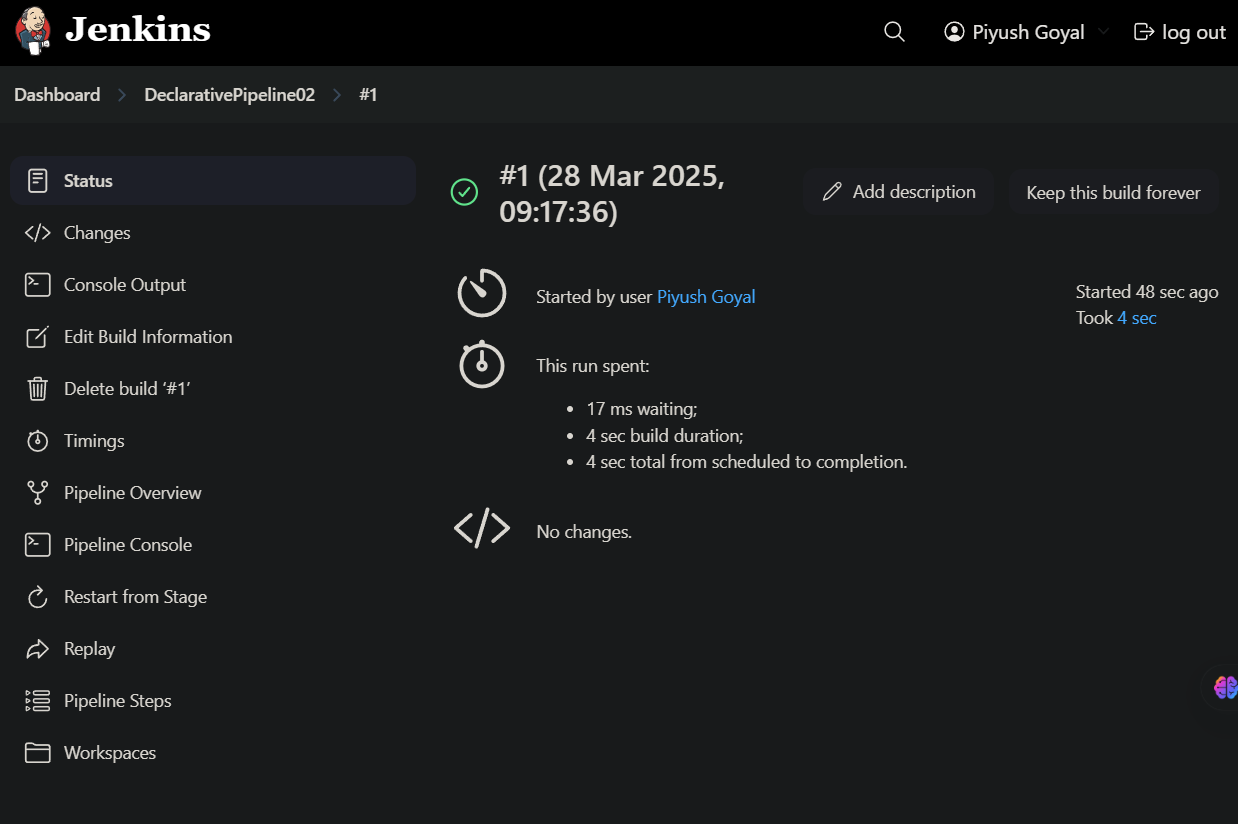 Jenkins
Piyush Goyal
log out
Dashboard
DeclarativePipeline02
#1
Status
Changes
Console Output
Edit Build Information
Delete build ‘#1’
Timings
Pipeline Overview
Pipeline Console
Restart from Stage
Replay
Pipeline Steps
Workspaces
#1 (28 Mar 2025,
09:17:36)
Add description
Keep this build forever
Started by user Piyush Goyal
Started 48 sec ago
Took 4 sec
This run spent:
• 17 ms waiting;
• 4 sec build duration;
• 4 sec total from scheduled to completion.
No changes.